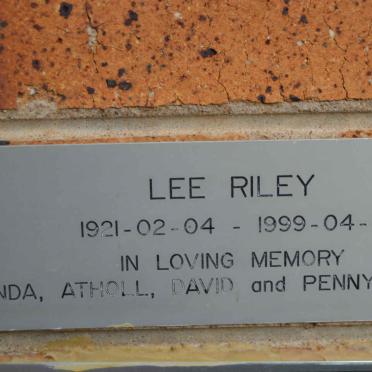 LEE RILEY
1921-02-04 - 1999-04-
IN LOVING MEMORY
NDA, ATHOLL, DAVID and PENNY